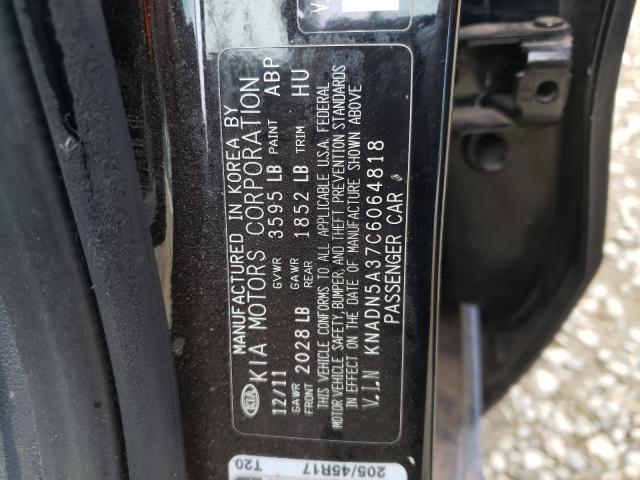 KIA
MANUFACTURED IN KOREA BY
KIA MOTORS CORPORATION
12/11 GVWR 3595 LB PAINT ABP
GAWR FRONT 2028 LB GAWR REAR 1852 LB TRIM HU
THIS VEHICLE CONFORMS TO ALL APPLICABLE U.S.A. FEDERAL
MOTOR VEHICLE SAFETY, BUMPER, AND THEFT PREVENTION STANDARDS
IN EFFECT ON THE DATE OF MANUFACTURE SHOWN ABOVE
V.I.N KNADN5A37C6064818
PASSENGER CAR
205/45R17
T20